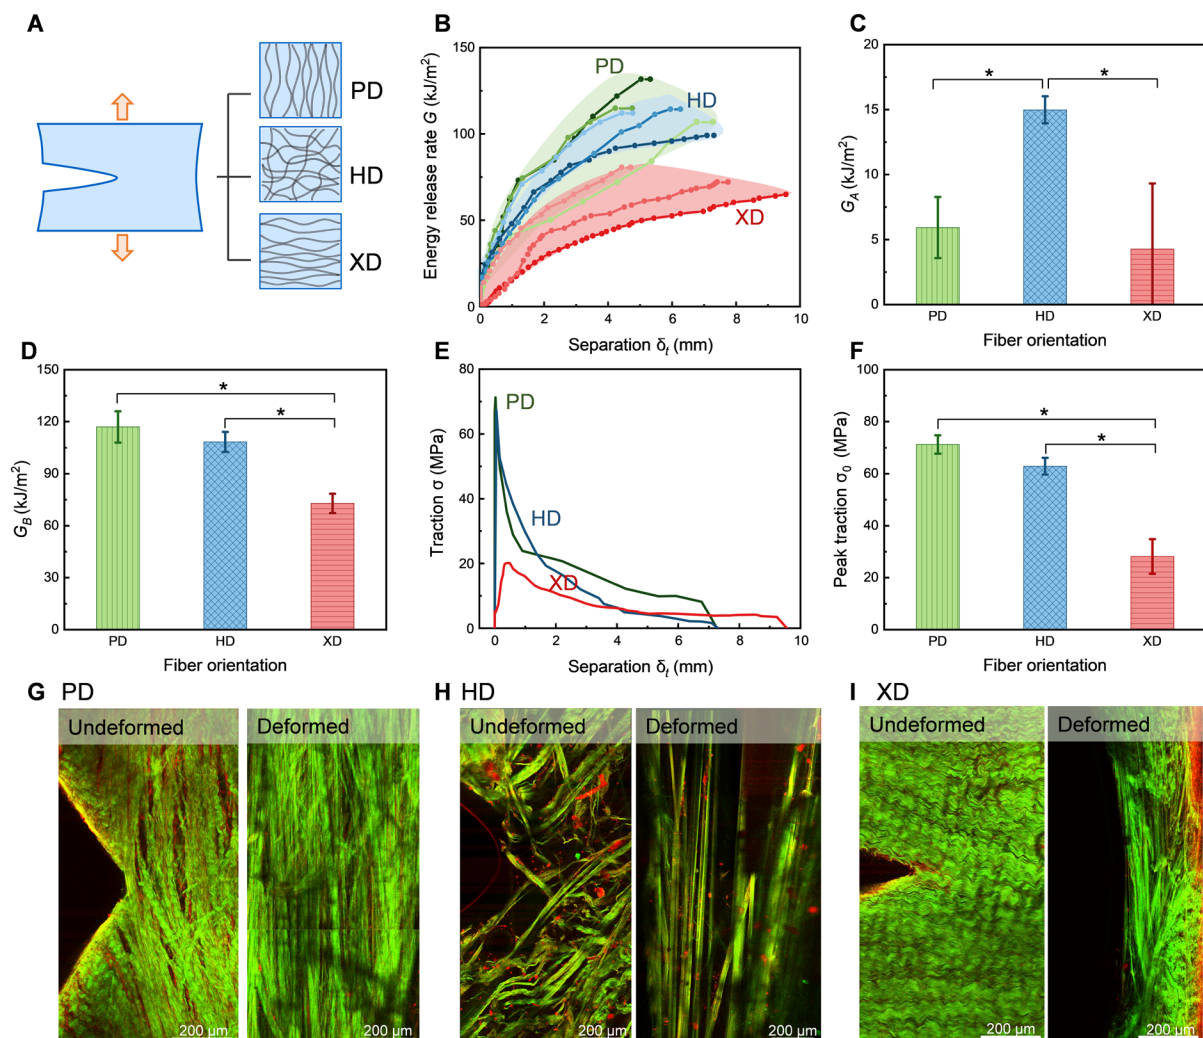 A
PD
HD
XD
B
Energy release rate G (kJ/m²)
150
100
50
0
PD
HD
XD
0 2 4 6 8 10
Separation δt (mm)
C
GA (kJ/m²)
20
15
10
5
0
* *
PD HD XD
Fiber orientation
D
GB (kJ/m²)
150
120
90
60
30
0
*
*
PD HD XD
Fiber orientation
E
Traction σ (MPa)
80
60
40
20
0
PD
HD
XD
0 2 4 6 8 10
Separation δt (mm)
F
Peak traction σ0 (MPa)
100
80
60
40
20
0
*
*
PD HD XD
Fiber orientation
G PD
Undeformed Deformed
200 μm 200 μm
H HD
Undeformed Deformed
200 μm 200 μm
I XD
Undeformed Deformed
200 μm 200 μm